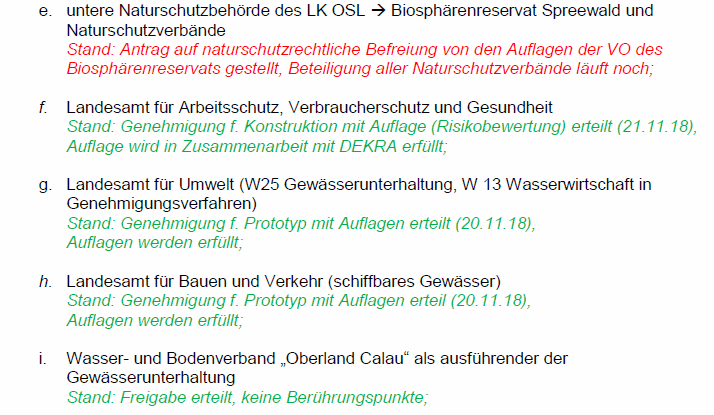 e. untere Naturschutzbehörde des LK OSL → Biosphärenreservat Spreewald und
Naturschutzverbände
Stand: Antrag auf naturschutzrechtliche Befreiung von den Auflagen der VO des
Biosphärenreservats gestellt, Beteiligung aller Naturschutzverbände läuft noch;
f. Landesamt für Arbeitsschutz, Verbraucherschutz und Gesundheit
Stand: Genehmigung f. Konstruktion mit Auflage (Risikobewertung) erteilt (21.11.18),
Auflage wird in Zusammenarbeit mit DEKRA erfüllt;
g. Landesamt für Umwelt (W25 Gewässerunterhaltung, W 13 Wasserwirtschaft in
Genehmigungsverfahren)
Stand: Genehmigung f. Prototyp mit Auflagen erteilt (20.11.18),
Auflagen werden erfüllt;
h. Landesamt für Bauen und Verkehr (schiffbares Gewässer)
Stand: Genehmigung f. Prototyp mit Auflagen erteil (20.11.18),
Auflagen werden erfüllt;
i. Wasser- und Bodenverband „Oberland Calau“ als ausführender der
Gewässerunterhaltung
Stand: Freigabe erteilt, keine Berührungspunkte;